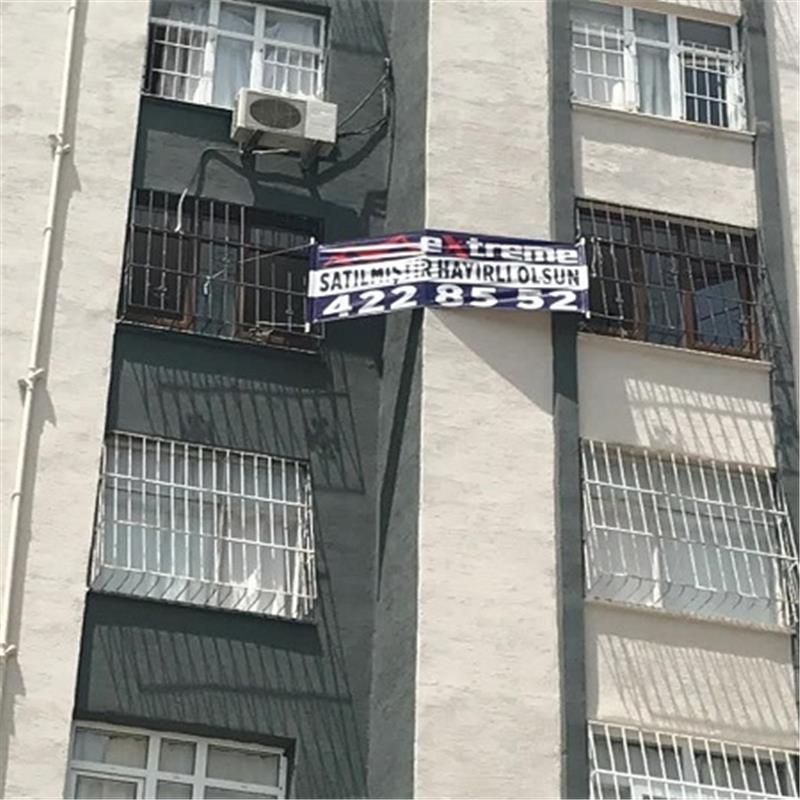 eXtreme
SATILMIŞTIR HAYIRLI OLSUN
422 85 52